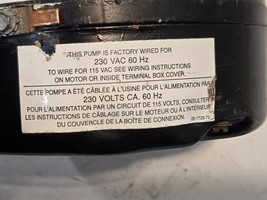 THIS PUMP IS FACTORY WIRED FOR
230 VAC 60 Hz
TO WIRE FOR 115 VAC SEE WIRING INSTRUCTIONS
ON MOTOR OR INSIDE TERMINAL BOX COVER.
CETTE POMPE A ÉTÉ CÂBLÉE À L'USINE POUR L'ALIMENTATION PAR
230 VOLTS CA. 60 Hz
POUR L'ALIMENTATION PAR UN CIRCUIT DE 115 VOLTS, CONSULTER
LES INSTRUCTIONS DE CÂBLAGE SUR LE MOTEUR OU À L'INTÉRIEUR
DU COUVERCLE DE LA BOÎTE DE CONNEXION.